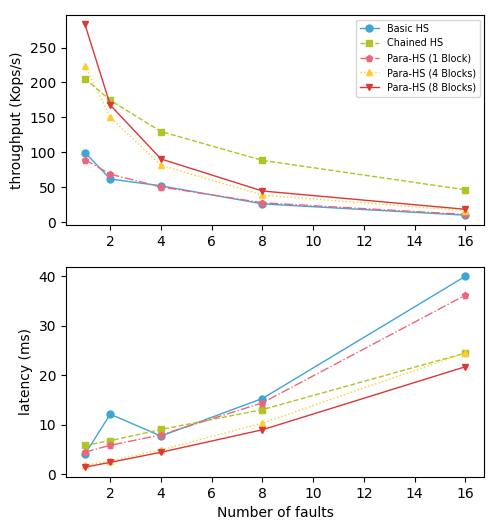 throughput (Kops/s)
250
200
150
100
50
0
Basic HS
Chained HS
Para-HS (1 Block)
Para-HS (4 Blocks)
Para-HS (8 Blocks)
2 4 6 8 10 12 14 16
latency (ms)
40
30
20
10
0
2 4 6 8 10 12 14 16
Number of faults